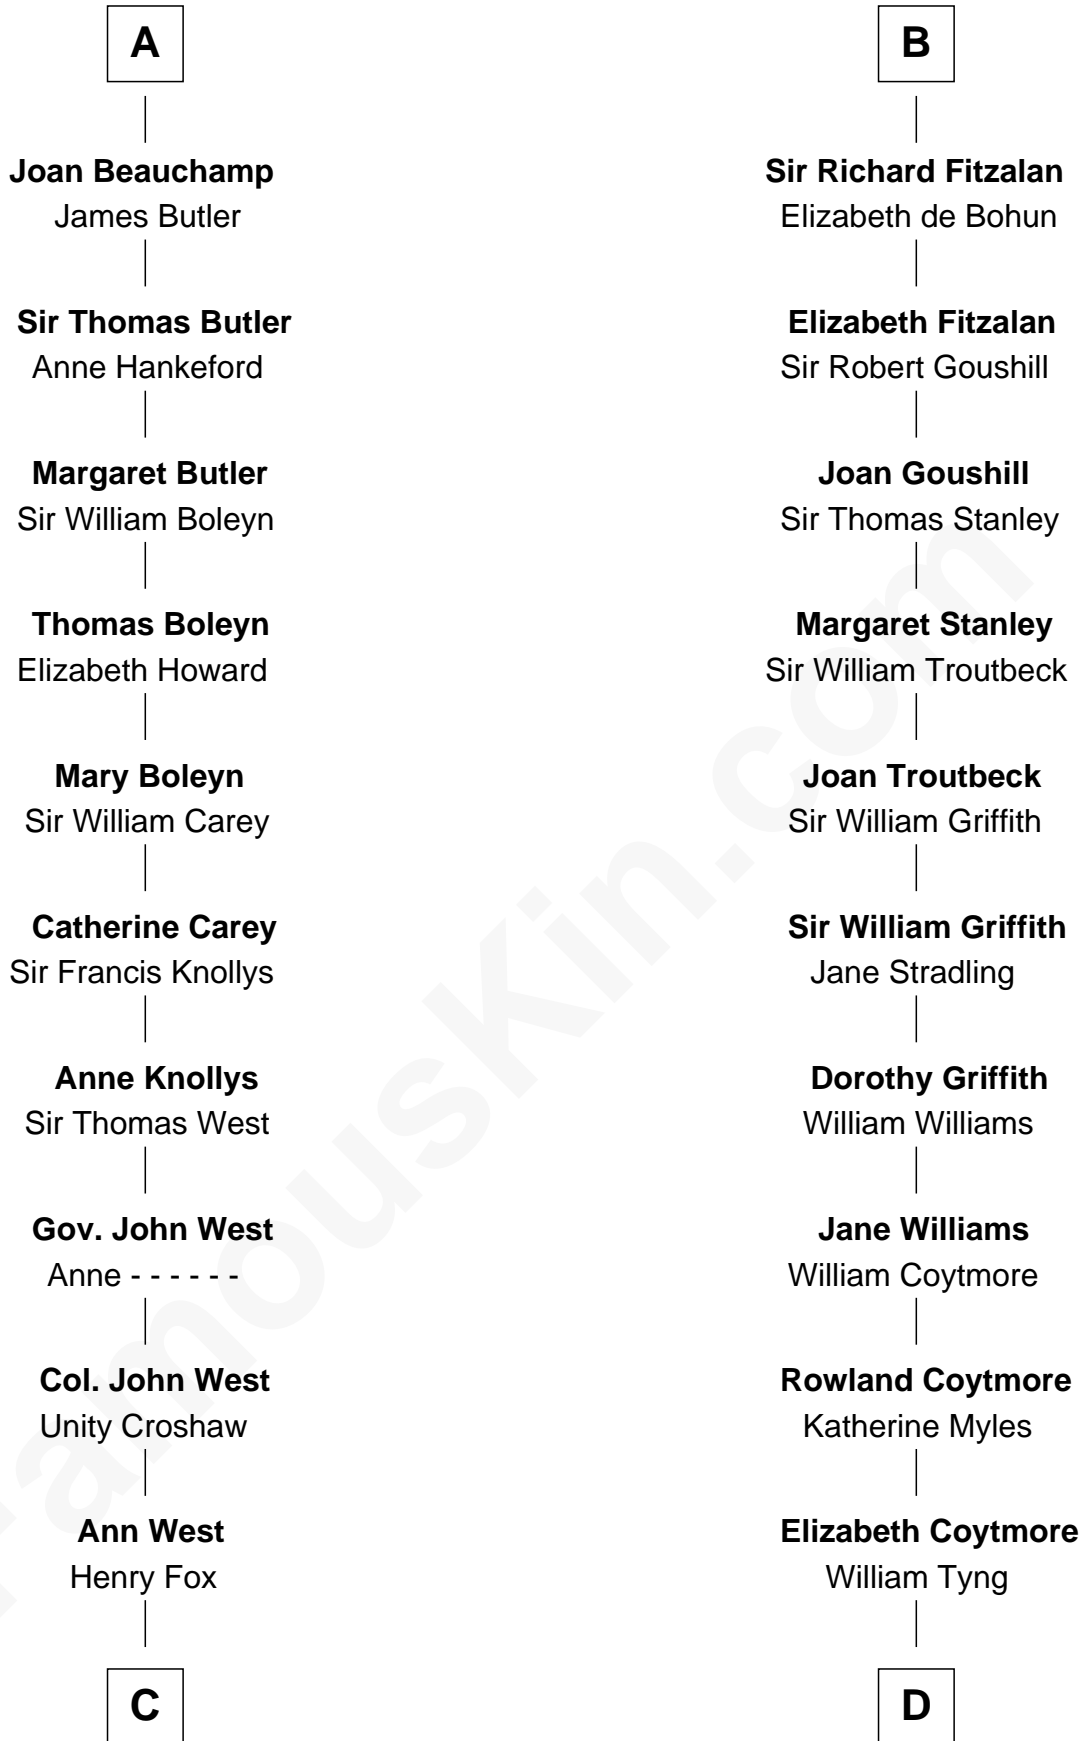 A
Joan Beauchamp
James Butler
Sir Thomas Butler
Anne Hankeford
Margaret Butler
Sir William Boleyn
Thomas Boleyn
Elizabeth Howard
Mary Boleyn
Sir William Carey
Catherine Carey
Sir Francis Knollys
Anne Knollys
Sir Thomas West
Gov. John West
Anne - - - - - -
Col. John West
Unity Croshaw
Ann West
Henry Fox
C
B
Sir Richard Fitzalan
Elizabeth de Bohun
Elizabeth Fitzalan
Sir Robert Goushill
Joan Goushill
Sir Thomas Stanley
Margaret Stanley
Sir William Troutbeck
Joan Troutbeck
Sir William Griffith
Sir William Griffith
Jane Stradling
Dorothy Griffith
William Williams
Jane Williams
William Coytmore
Rowland Coytmore
Katherine Myles
Elizabeth Coytmore
William Tyng
D
FamousKin.com